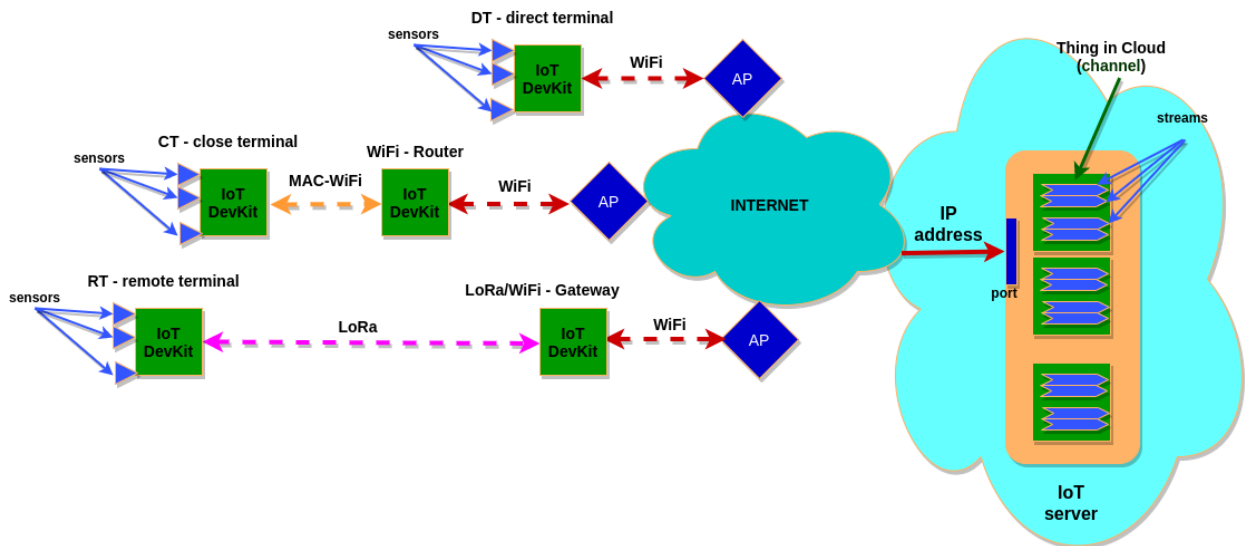 DT - direct terminal
sensors
IoT
DevKit
WiFi
AP
Thing in Cloud
(channel)
streams
CT - close terminal
sensors
IoT
DevKit
MAC-WiFi
WiFi - Router
IoT
DevKit
WiFi
AP
INTERNET
IP
address
port
RT - remote terminal
sensors
IoT
DevKit
LoRa
LoRa/WiFi - Gateway
IoT
DevKit
WiFi
AP
IoT
server